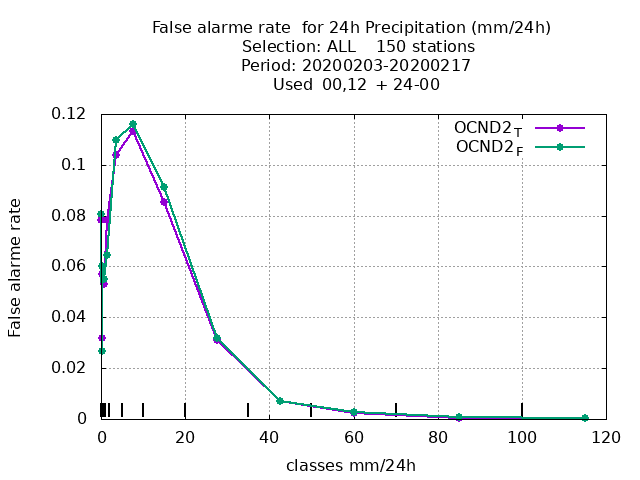 False alarme rate  for 24h Precipitation (mm/24h)
Selection: ALL    150 stations
Period: 20200203-20200217
Used  00,12  + 24-00
OCND2T
OCND2F
False alarme rate
0.12
0.1
0.08
0.06
0.04
0.02
0
0 20 40 60 80 100 120
classes mm/24h